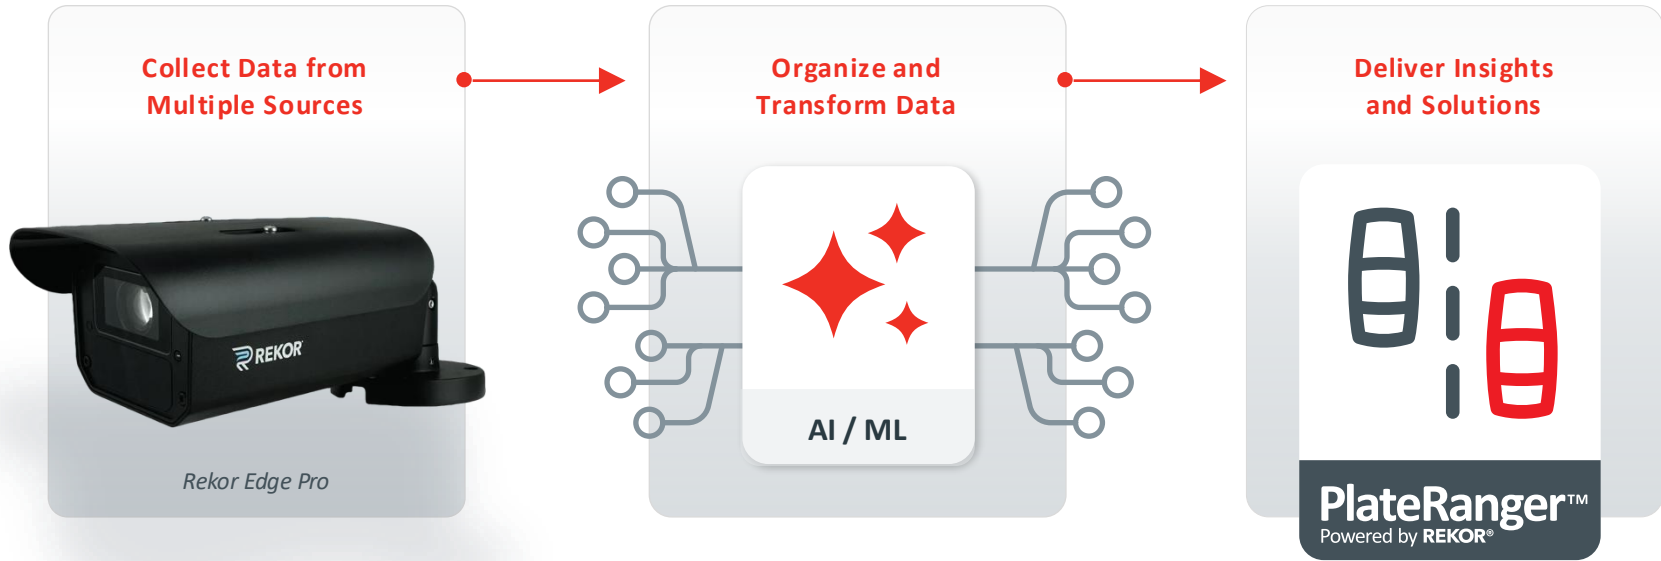 Collect Data from
Multiple Sources
REKOR
Rekor Edge Pro
Organize and
Transform Data
AI / ML
Deliver Insights
and Solutions
PlateRanger™
Powered by REKOR®